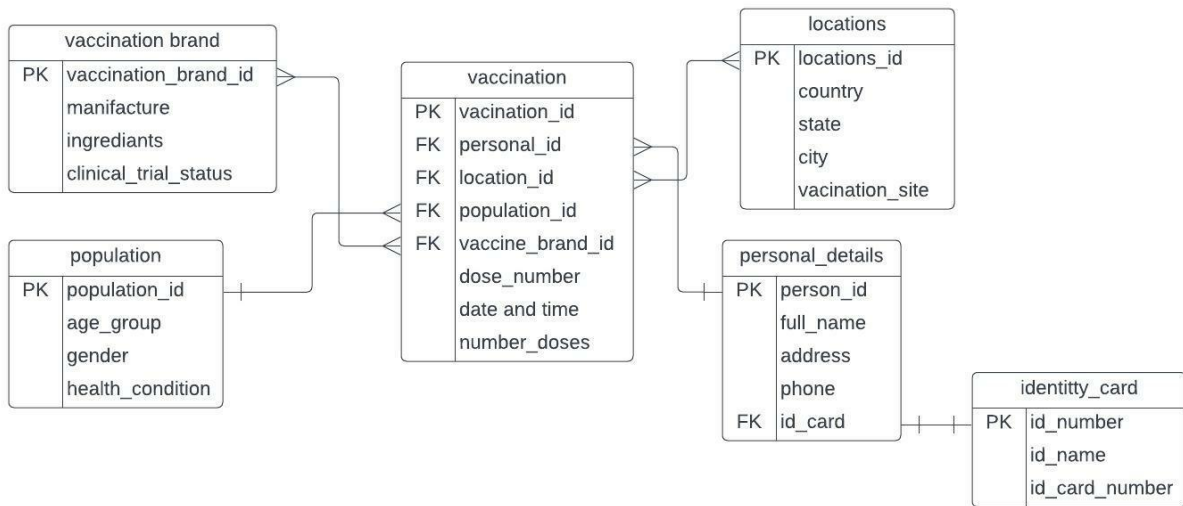 vaccination brand
PK vaccination_brand_id
manifacture
ingrediants
clinical_trial_status
population
PK population_id
age_group
gender
health_condition
vaccination
PK vacination_id
FK personal_id
FK location_id
FK population_id
FK vaccine_brand_id
dose_number
date and time
number_doses
locations
PK locations_id
country
state
city
vacination_site
personal_details
PK person_id
full_name
address
phone
FK id_card
identitty_card
PK id_number
id_name
id_card_number